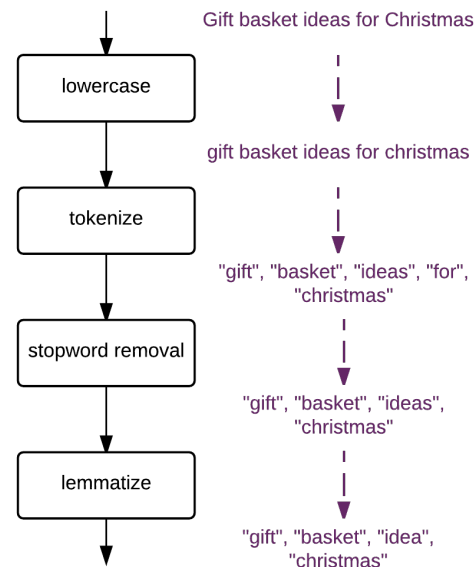 Gift basket ideas for Christmas
lowercase
gift basket ideas for christmas
tokenize
"gift", "basket", "ideas", "for",
"christmas"
stopword removal
"gift", "basket", "ideas",
"christmas"
lemmatize
"gift", "basket", "idea",
"christmas"